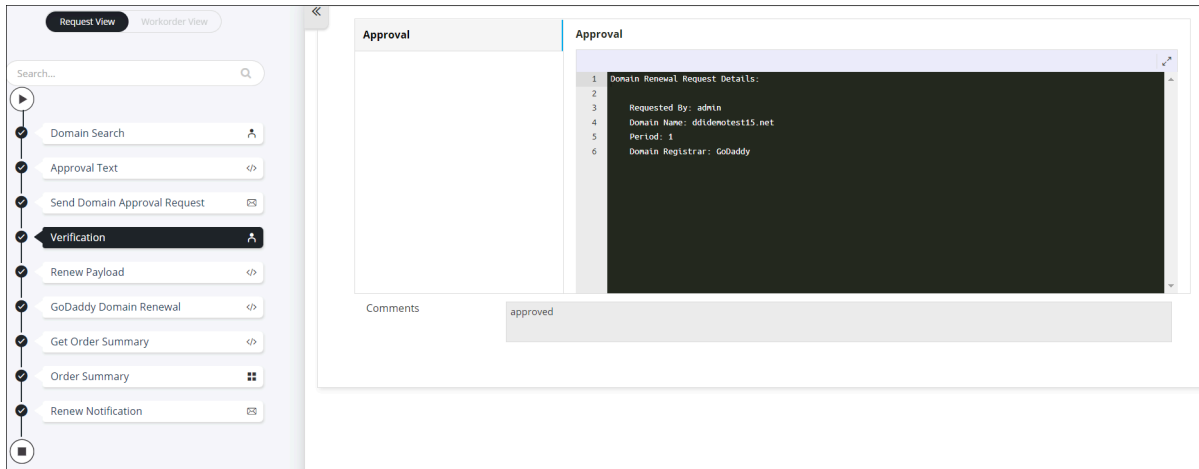 Request View
Workorder View
Search...
Domain Search
Approval Text
</>
Send Domain Approval Request
Verification
Renew Payload
</>
GoDaddy Domain Renewal
</>
Get Order Summary
</>
Order Summary
Renew Notification
Approval
Approval
1 Domain Renewal Request Details:
2
3 Requested By: admin
4 Domain Name: ddidemotest15.net
5 Period: 1
6 Domain Registrar: GoDaddy
Comments
approved